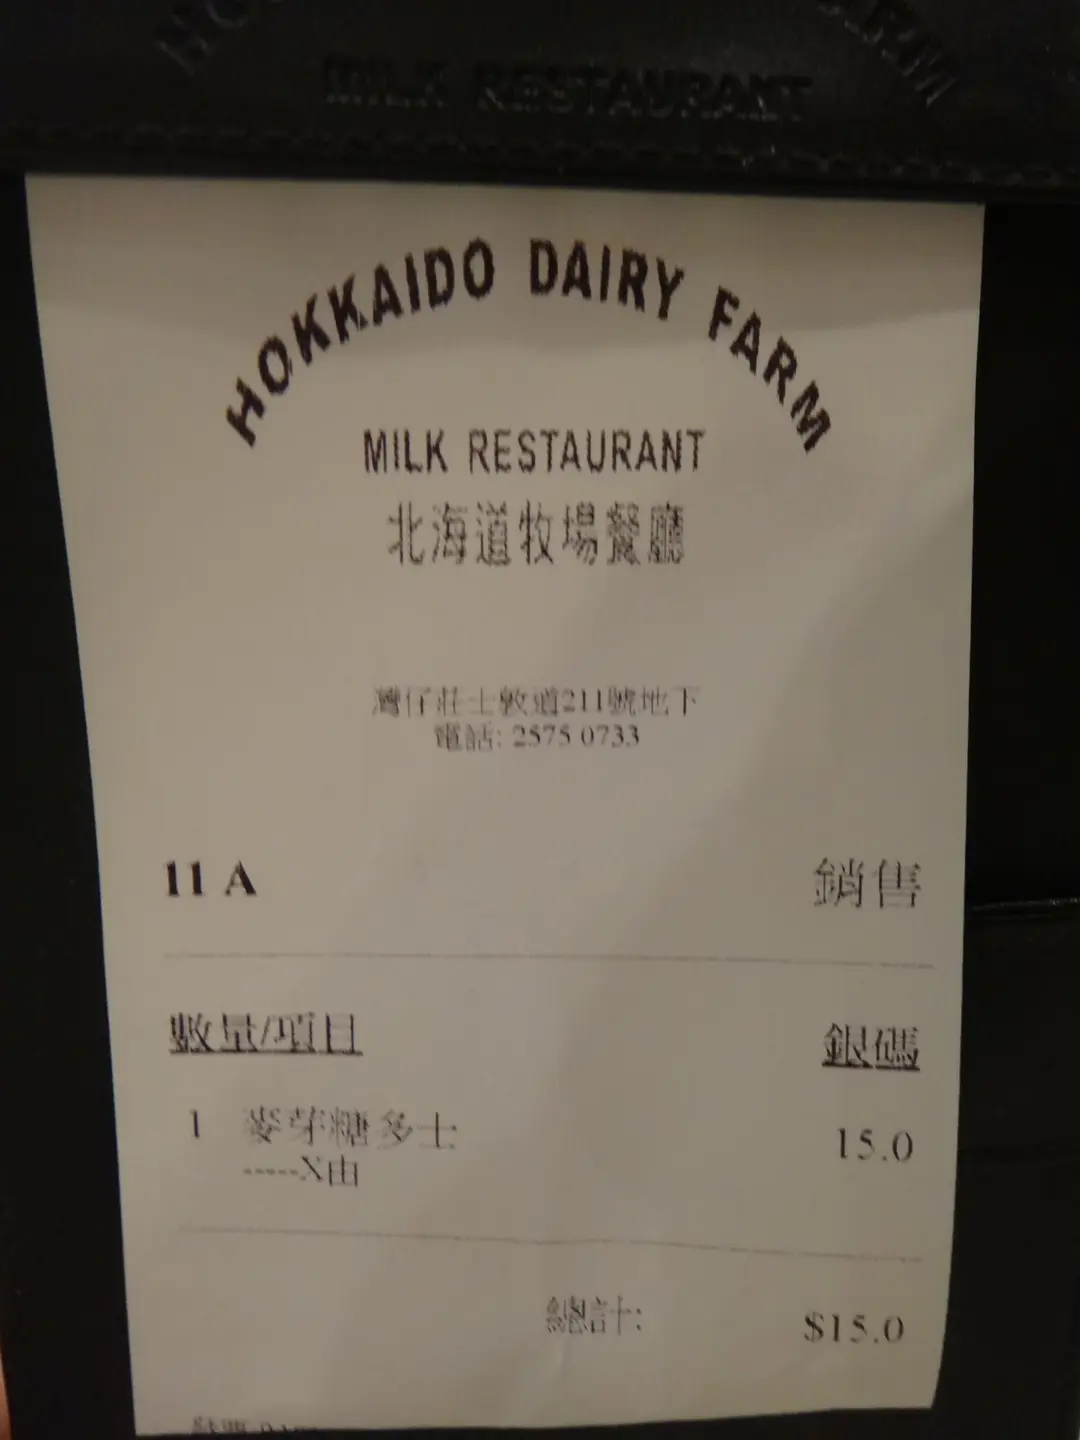 MILK RESTAURANT
HOKKAIDO DAIRY FARM
MILK RESTAURANT
北海道牧場餐廳
灣仔莊士敦道211號地下
電話: 2575 0733
11 A 銷售
數量/項目 銀碼
1 麥芽糖多士 15.0
-----X由
總計: $15.0